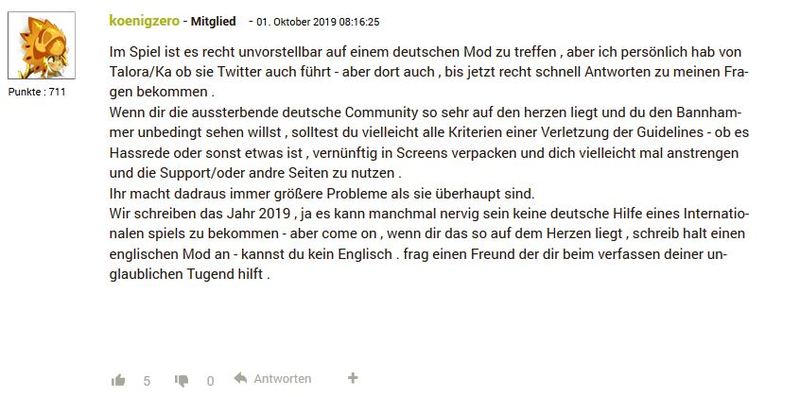 koenigzero - Mitglied - 01. Oktober 2019 08:16:25
Punkte : 711
Im Spiel ist es recht unvorstellbar auf einem deutschen Mod zu treffen , aber ich persönlich hab von
Talora/Ka ob sie Twitter auch führt - aber dort auch , bis jetzt recht schnell Antworten zu meinen Fra-
gen bekommen .
Wenn dir die aussterbende deutsche Community so sehr auf den herzen liegt und du den Bannham-
mer unbedingt sehen willst , solltest du vielleicht alle Kriterien einer Verletzung der Guidelines - ob es
Hassrede oder sonst etwas ist , vernünftig in Screens verpacken und dich vielleicht mal anstrengen
und die Support/oder andre Seiten zu nutzen .
Ihr macht dadraus immer größere Probleme als sie überhaupt sind.
Wir schreiben das Jahr 2019 , ja es kann manchmal nervig sein keine deutsche Hilfe eines Internatio-
nalen spiels zu bekommen - aber come on , wenn dir das so auf dem Herzen liegt , schreib halt einen
englischen Mod an - kannst du kein Englisch . frag einen Freund der dir beim verfassen deiner un-
glaublichen Tugend hilft .
5 0 Antworten +